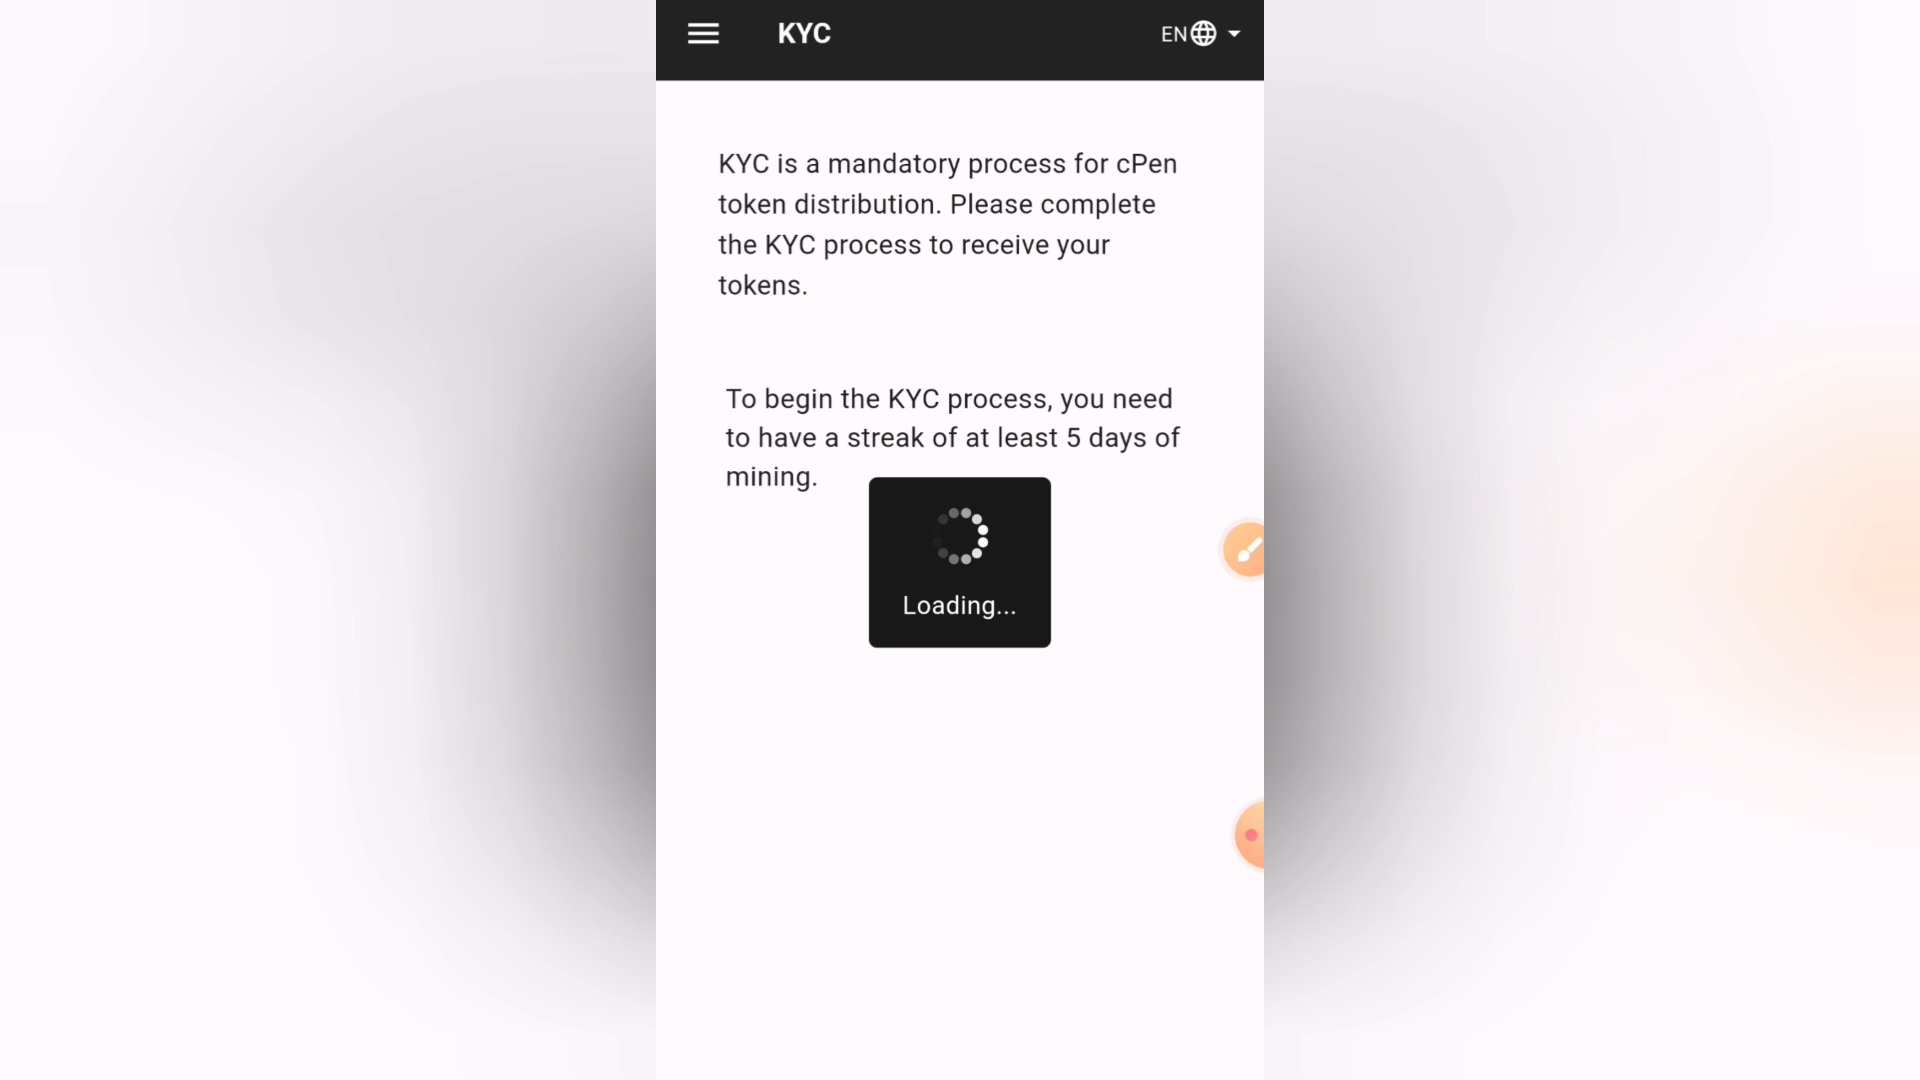 KYC
EN
KYC is a mandatory process for cPen
token distribution. Please complete
the KYC process to receive your
tokens.
To begin the KYC process, you need
to have a streak of at least 5 days of
mining.
Loading...